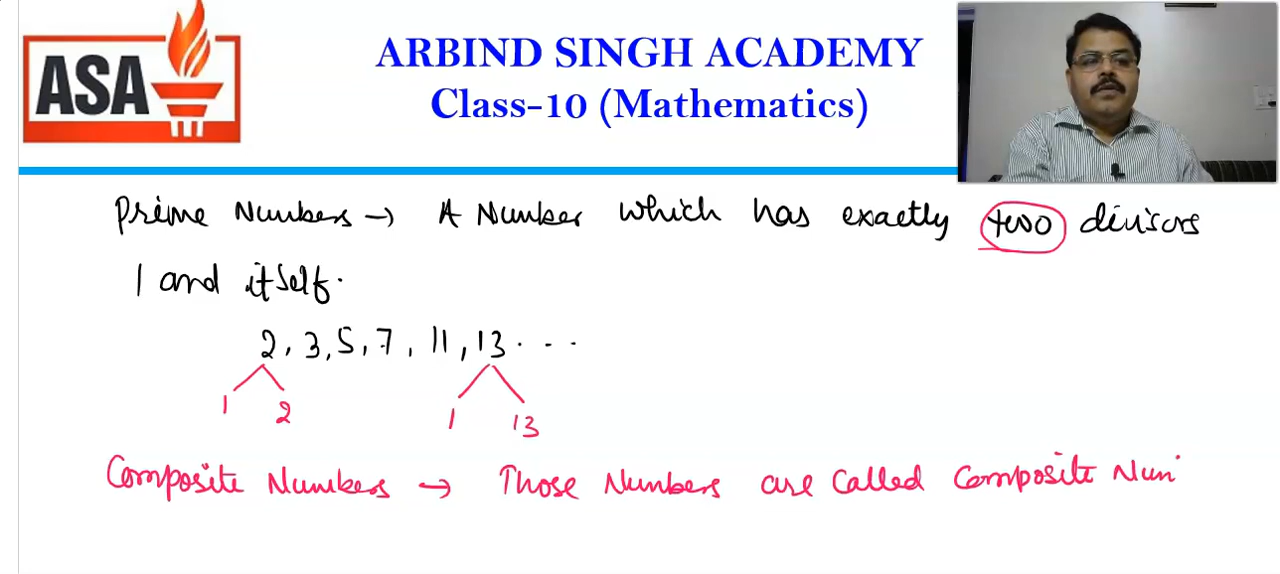 ASA
ARBIND SINGH ACADEMY
Class-10 (Mathematics)
Prime Numbers → A Number which has exactly two divisors
1 and itself.
2, 3, 5, 7, 11, 13 . . .
1 2 1 13
Composite Numbers → Those Numbers are called Composite Num